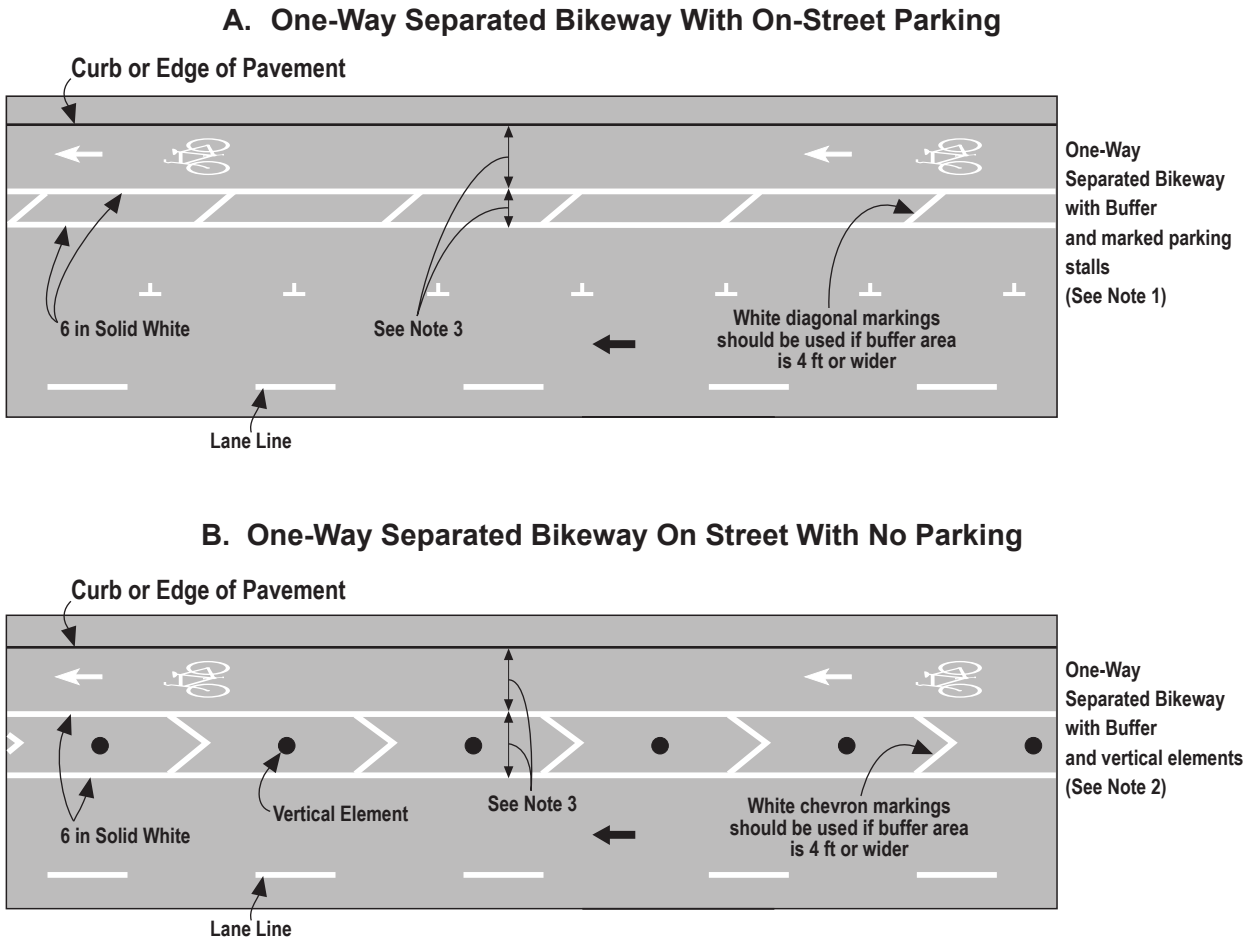 A. One-Way Separated Bikeway With On-Street Parking
Curb or Edge of Pavement
One-Way
Separated Bikeway
with Buffer
and marked parking
stalls
(See Note 1)
6 in Solid White
See Note 3
White diagonal markings
should be used if buffer area
is 4 ft or wider
Lane Line
B. One-Way Separated Bikeway On Street With No Parking
Curb or Edge of Pavement
One-Way
Separated Bikeway
with Buffer
and vertical elements
(See Note 2)
6 in Solid White
Vertical Element
See Note 3
White chevron markings
should be used if buffer area
is 4 ft or wider
Lane Line